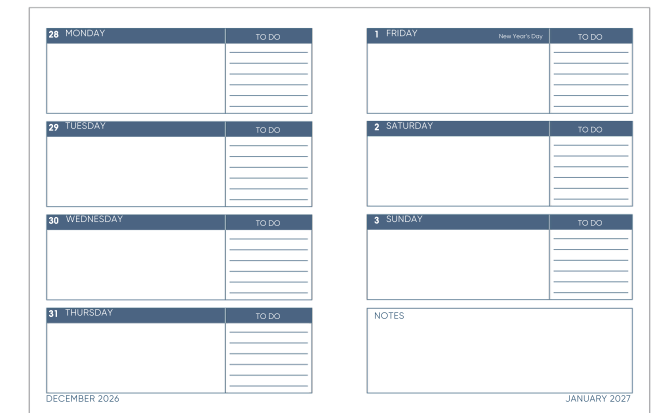 28 MONDAY TO DO
29 TUESDAY TO DO
30 WEDNESDAY TO DO
31 THURSDAY TO DO
DECEMBER 2026
1 FRIDAY New Year's Day TO DO
2 SATURDAY TO DO
3 SUNDAY TO DO
NOTES
JANUARY 2027